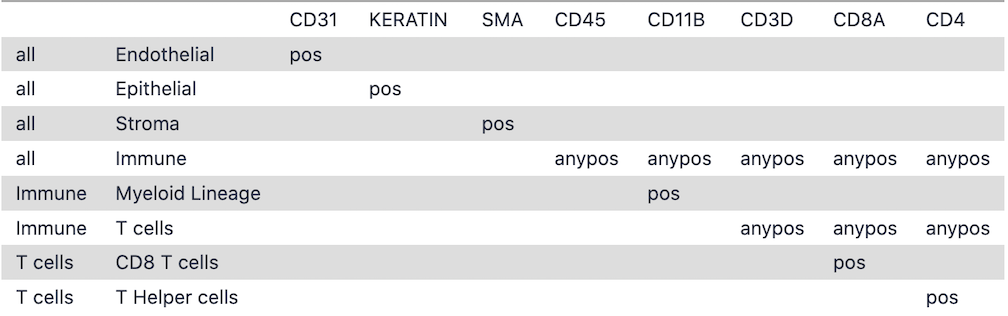 CD31 KERATIN SMA CD45 CD11B CD3D CD8A CD4
all Endothelial pos
all Epithelial pos
all Stroma pos
all Immune anypos anypos anypos anypos anypos
Immune Myeloid Lineage pos
Immune T cells anypos anypos anypos
T cells CD8 T cells pos
T cells T Helper cells pos